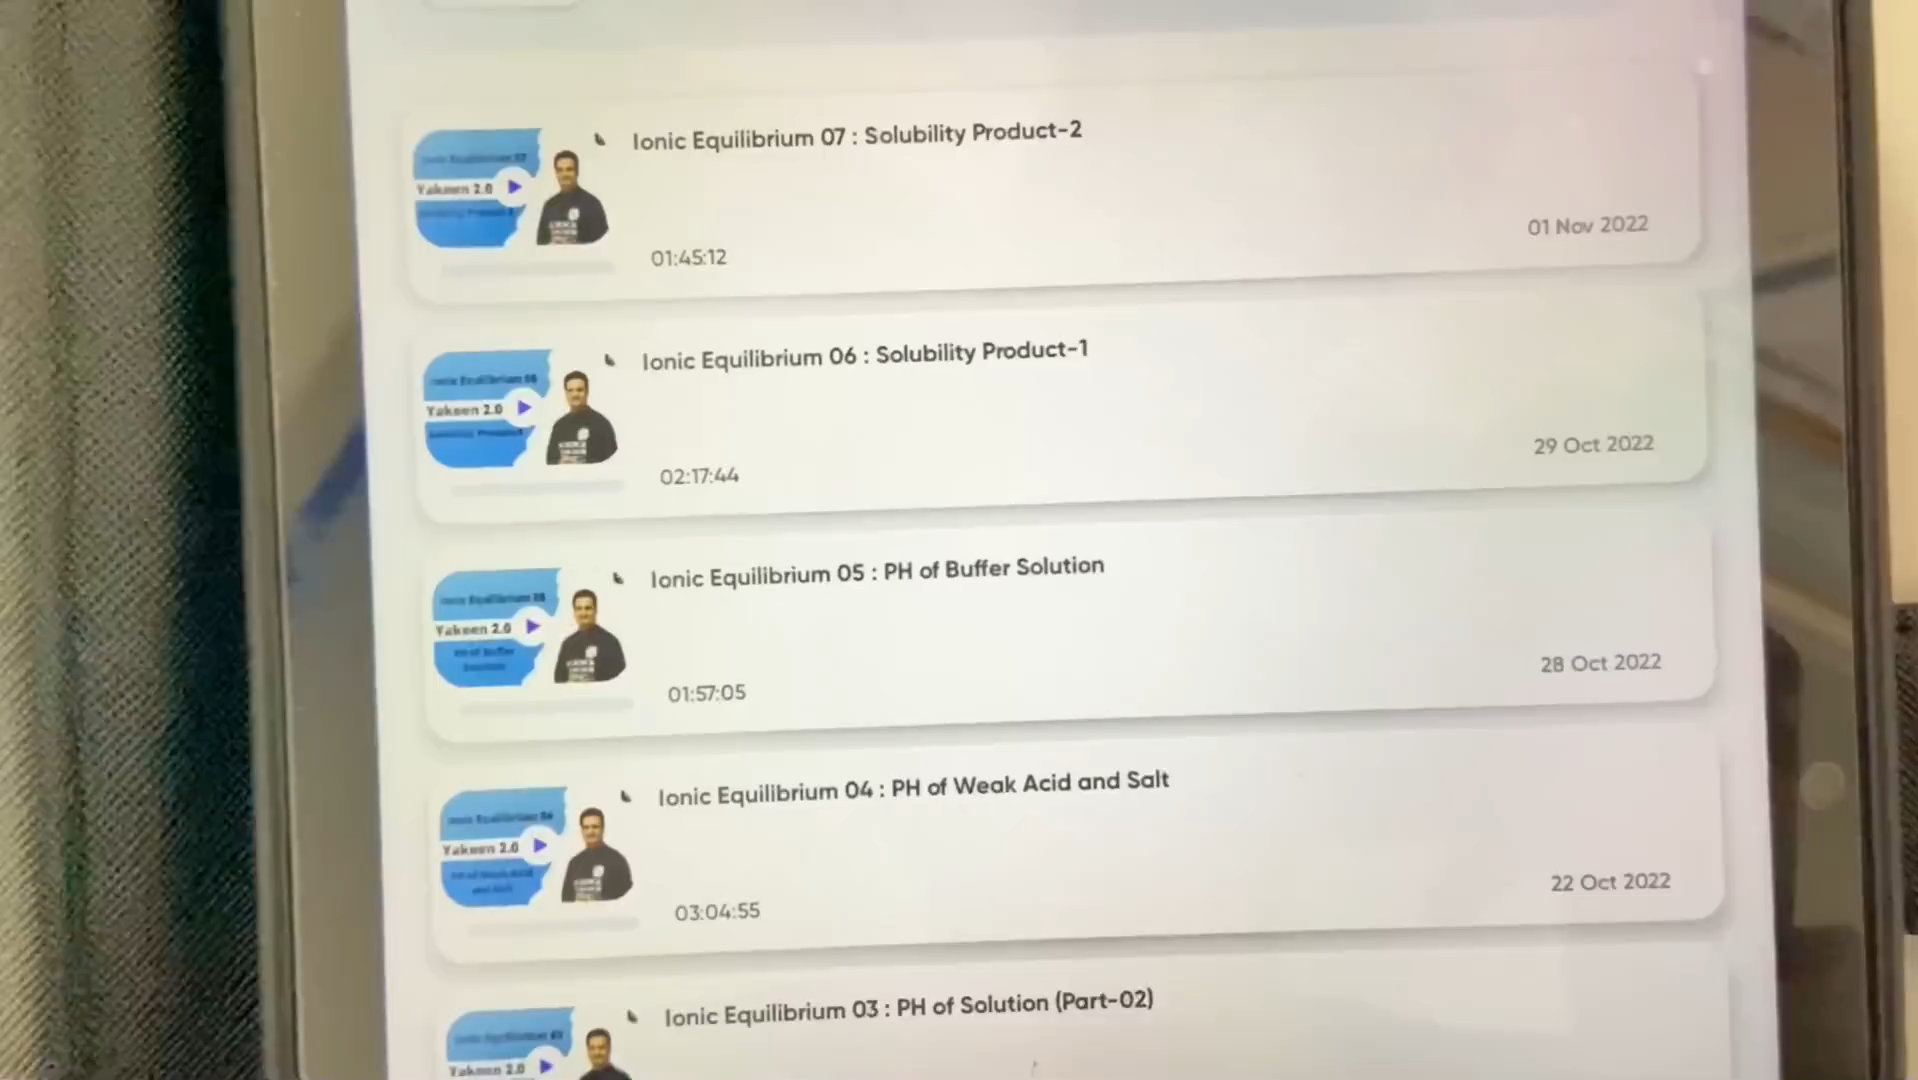 Ionic Equilibrium 07 : Solubility Product-2
Yakeen 2.0
01:45:12
01 Nov 2022
Ionic Equilibrium 06 : Solubility Product-1
Yakeen 2.0
02:17:44
29 Oct 2022
Ionic Equilibrium 05 : PH of Buffer Solution
Yakeen 2.0
01:57:05
28 Oct 2022
Ionic Equilibrium 04 : PH of Weak Acid and Salt
Yakeen 2.0
03:04:55
22 Oct 2022
Ionic Equilibrium 03 : PH of Solution (Part-02)
Yakeen 2.0